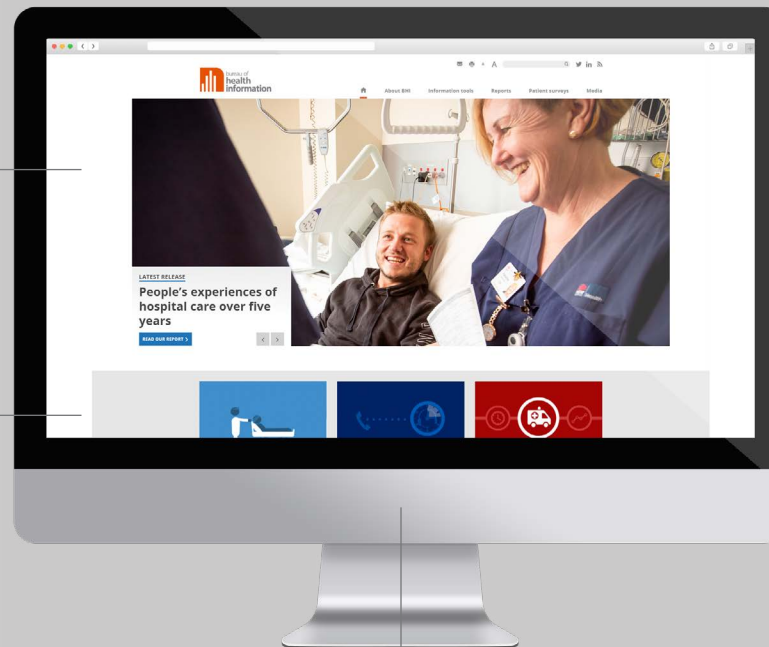 bureau of
health
information
A
About BHI Information tools Reports Patient surveys Media
LATEST RELEASE
People's experiences of
hospital care over five
years
READ OUR REPORT >